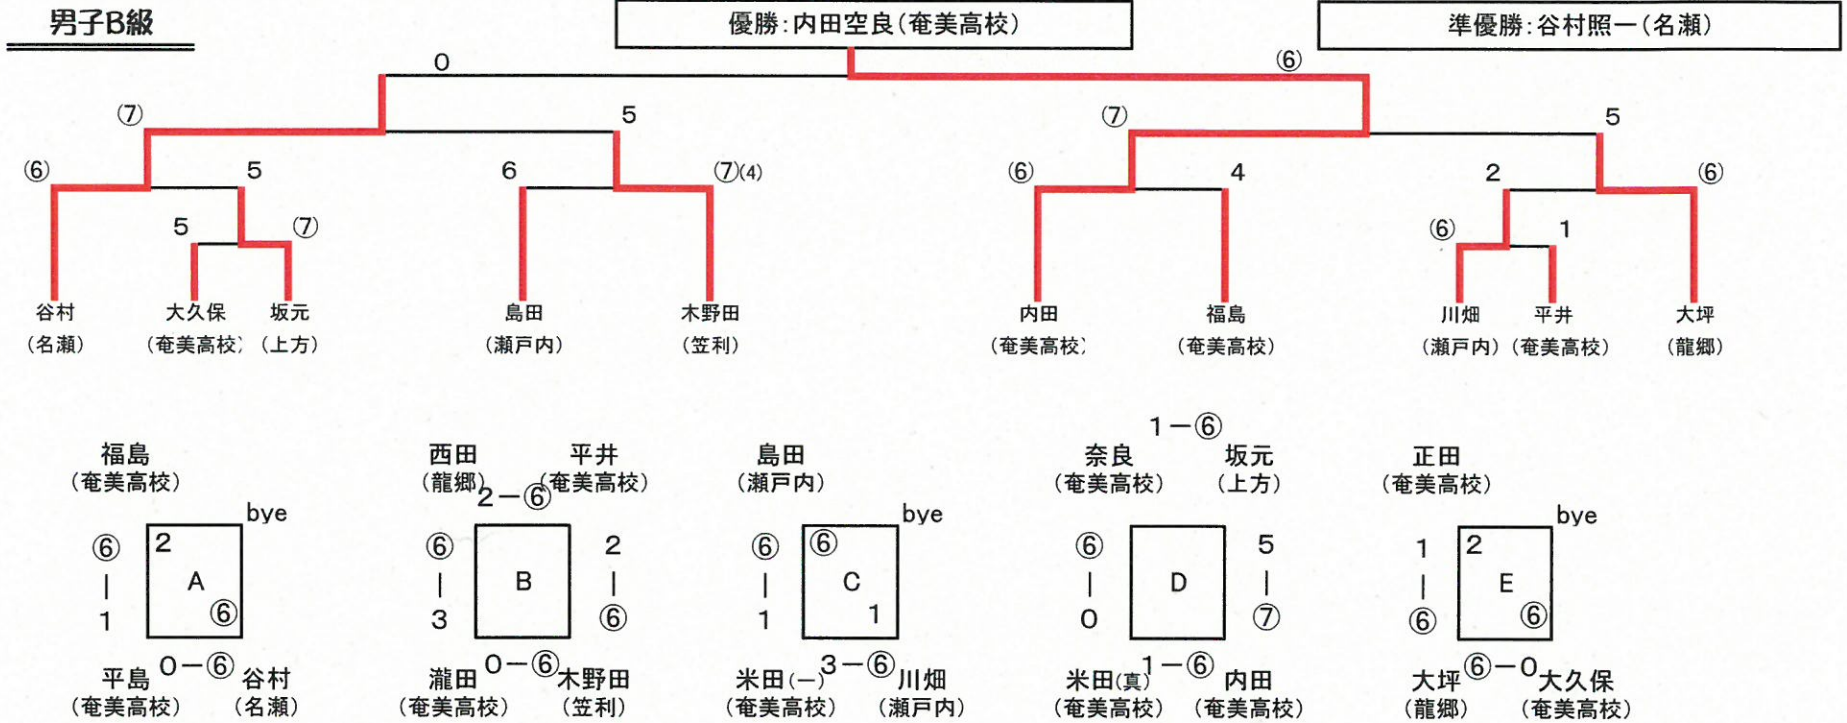 男子B級
優勝:内田空良(奄美高校)
準優勝:谷村照一(名瀬)
0
⑥
⑦
5
⑦
5
⑥
5
6
⑦(4)
⑥
4
2
⑥
5
⑦
⑥
1
谷村
大久保
坂元
島田
木野田
内田
福島
川畑
平井
大坪
(名瀬)
(奄美高校)
(上方)
(瀬戸内)
(笠利)
(奄美高校)
(奄美高校)
(瀬戸内)
(奄美高校)
(龍郷)
福島
(奄美高校)
bye
⑥
|
1
2
A
⑥
0-⑥
平島
(奄美高校)
谷村
(名瀬)
西田
(龍郷)
平井
(奄美高校)
2-⑥
⑥
|
3
B
2
|
⑥
0-⑥
瀧田
(奄美高校)
木野田
(笠利)
島田
(瀬戸内)
bye
⑥
|
1
⑥
C
1
3-⑥
米田(一)
(奄美高校)
川畑
(瀬戸内)
1-⑥
奈良
(奄美高校)
坂元
(上方)
⑥
|
0
D
5
|
⑦
1-⑥
米田(真)
(奄美高校)
内田
(奄美高校)
正田
(奄美高校)
bye
1
|
⑥
2
E
⑥
⑥-0
大坪
(龍郷)
大久保
(奄美高校)